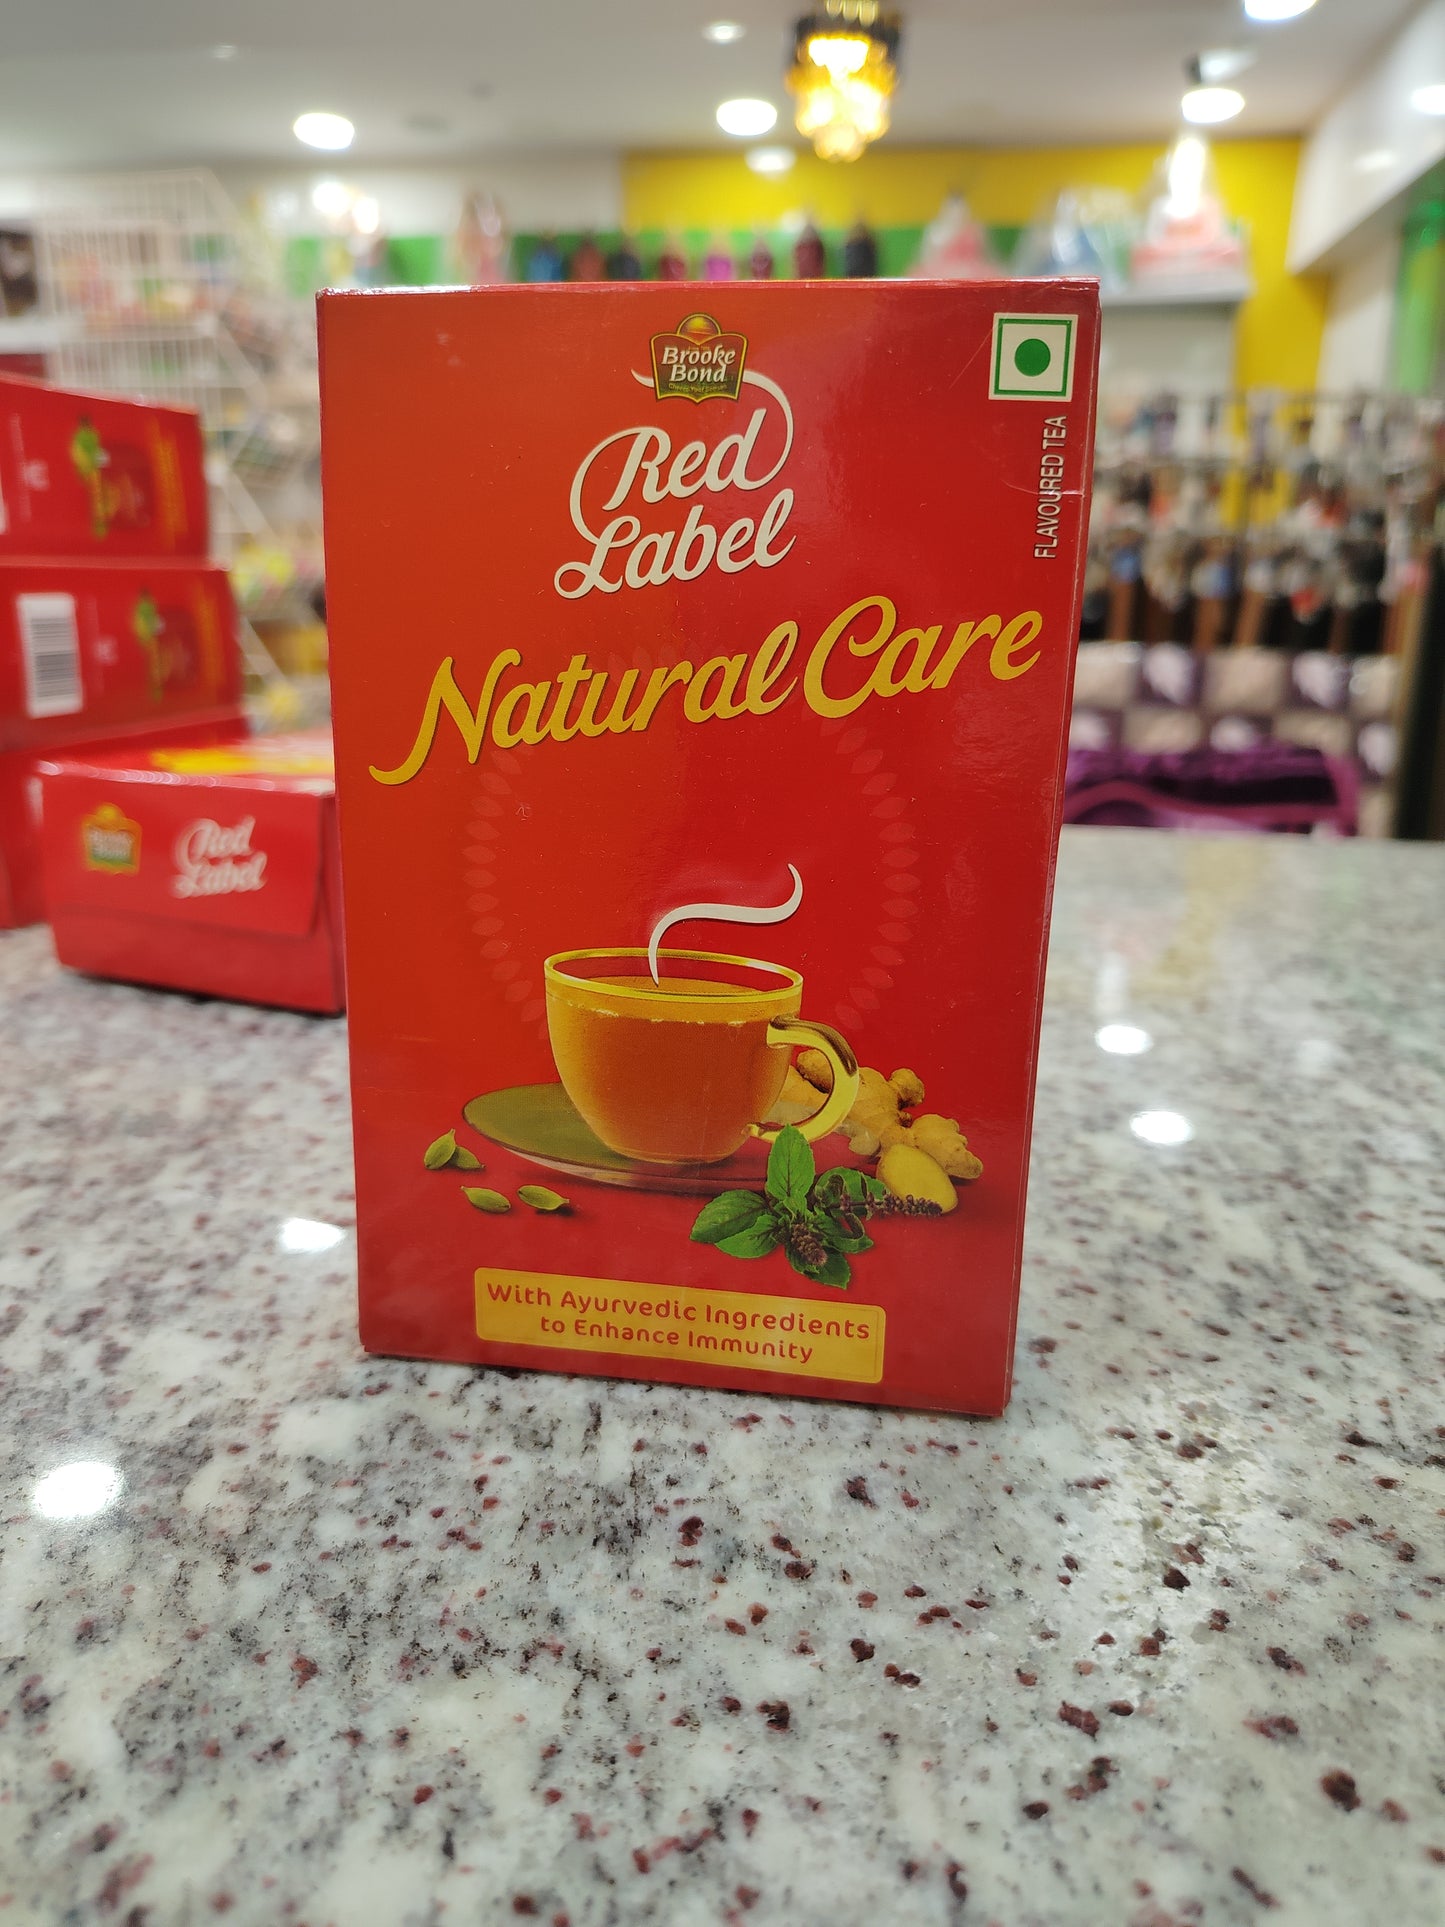 Brooke
Bond
Red
Label
FLAVOURED TEA
Natural Care
With Ayurvedic Ingredients
to Enhance Immunity
Red
Label